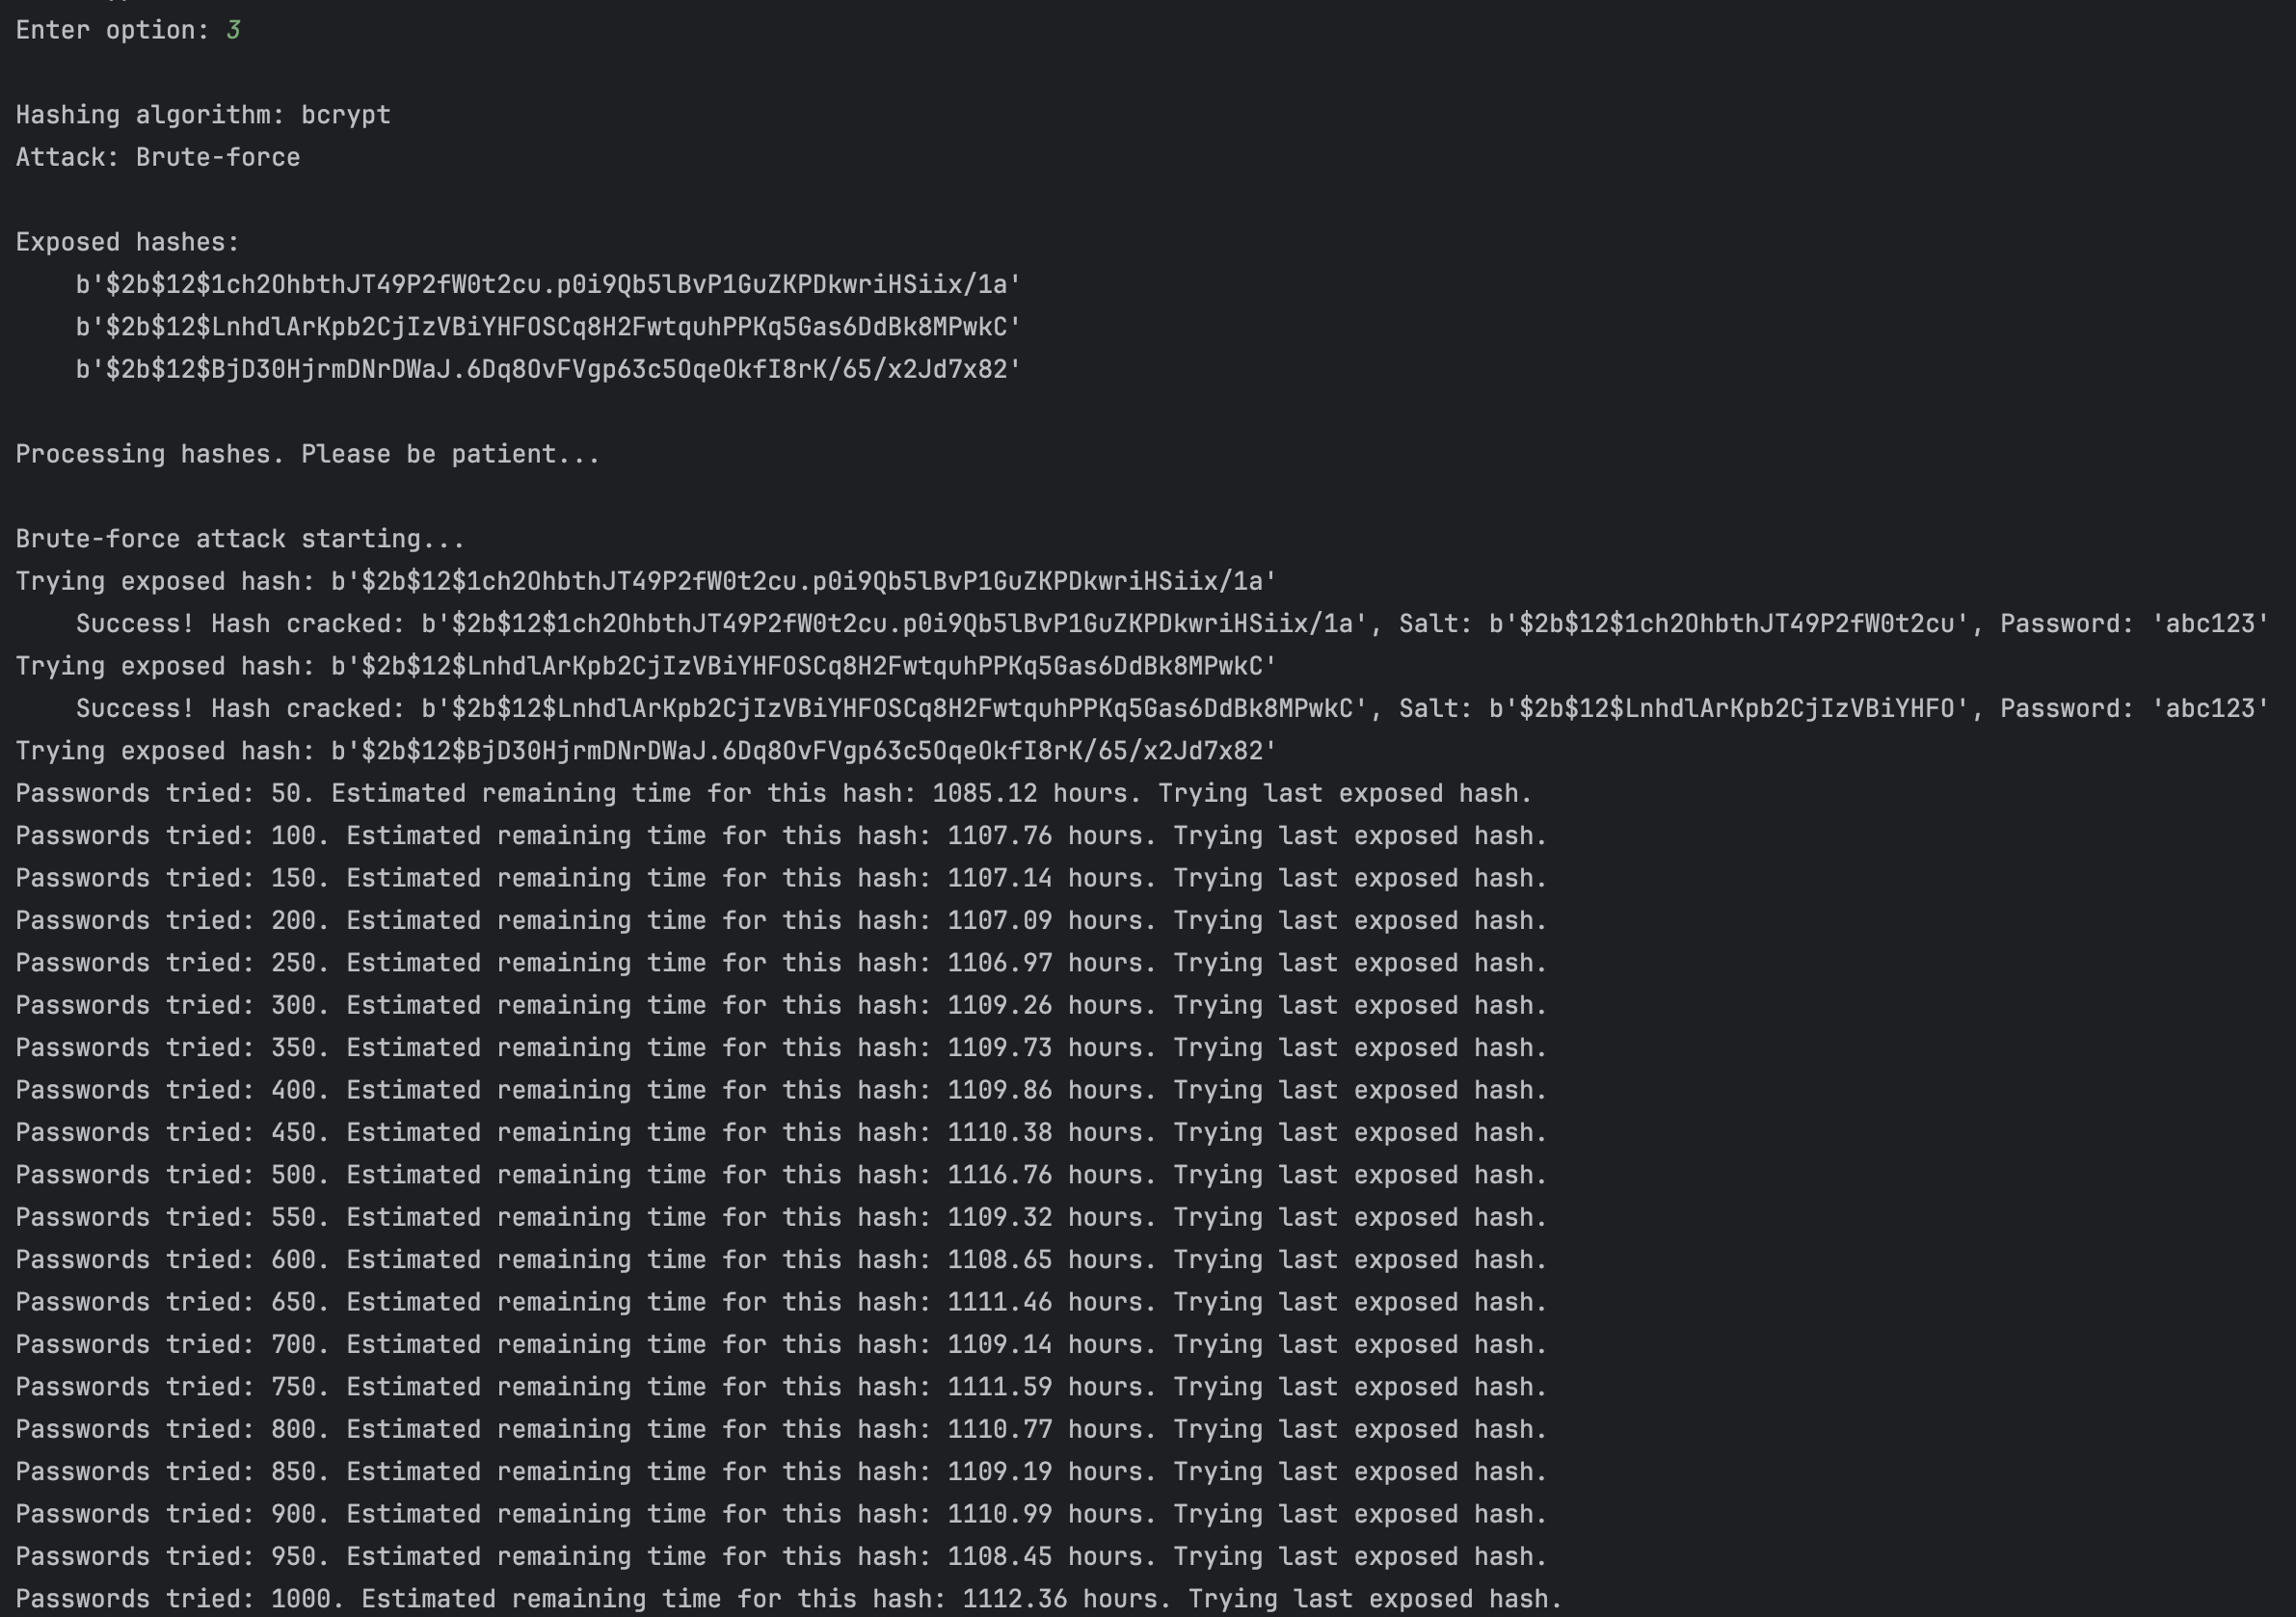 Enter option: 3
Hashing algorithm: bcrypt
Attack: Brute-force
Exposed hashes:
b'$2b$12$1ch2OhbthJT49P2fW0t2cu.p0i9Qb5lBvP1GuZKPDkwriHSiix/1a'
b'$2b$12$LnhdlArKpb2CjIzVBiYHFOSCq8H2FwtquhPPKq5Gas6DdBk8MPwkC'
b'$2b$12$BjD30HjrmDNrDWaJ.6Dq8OvFVgp63c5OqeOkfI8rK/65/x2Jd7x82'
Processing hashes. Please be patient...
Brute-force attack starting...
Trying exposed hash: b'$2b$12$1ch2OhbthJT49P2fW0t2cu.p0i9Qb5lBvP1GuZKPDkwriHSiix/1a'
Success! Hash cracked: b'$2b$12$1ch2OhbthJT49P2fW0t2cu.p0i9Qb5lBvP1GuZKPDkwriHSiix/1a', Salt: b'$2b$12$1ch2OhbthJT49P2fW0t2cu', Password: 'abc123'
Trying exposed hash: b'$2b$12$LnhdlArKpb2CjIzVBiYHFOSCq8H2FwtquhPPKq5Gas6DdBk8MPwkC'
Success! Hash cracked: b'$2b$12$LnhdlArKpb2CjIzVBiYHFOSCq8H2FwtquhPPKq5Gas6DdBk8MPwkC', Salt: b'$2b$12$LnhdlArKpb2CjIzVBiYHFO', Password: 'abc123'
Trying exposed hash: b'$2b$12$BjD30HjrmDNrDWaJ.6Dq8OvFVgp63c5OqeOkfI8rK/65/x2Jd7x82'
Passwords tried: 50. Estimated remaining time for this hash: 1085.12 hours. Trying last exposed hash.
Passwords tried: 100. Estimated remaining time for this hash: 1107.76 hours. Trying last exposed hash.
Passwords tried: 150. Estimated remaining time for this hash: 1107.14 hours. Trying last exposed hash.
Passwords tried: 200. Estimated remaining time for this hash: 1107.09 hours. Trying last exposed hash.
Passwords tried: 250. Estimated remaining time for this hash: 1106.97 hours. Trying last exposed hash.
Passwords tried: 300. Estimated remaining time for this hash: 1109.26 hours. Trying last exposed hash.
Passwords tried: 350. Estimated remaining time for this hash: 1109.73 hours. Trying last exposed hash.
Passwords tried: 400. Estimated remaining time for this hash: 1109.86 hours. Trying last exposed hash.
Passwords tried: 450. Estimated remaining time for this hash: 1110.38 hours. Trying last exposed hash.
Passwords tried: 500. Estimated remaining time for this hash: 1116.76 hours. Trying last exposed hash.
Passwords tried: 550. Estimated remaining time for this hash: 1109.32 hours. Trying last exposed hash.
Passwords tried: 600. Estimated remaining time for this hash: 1108.65 hours. Trying last exposed hash.
Passwords tried: 650. Estimated remaining time for this hash: 1111.46 hours. Trying last exposed hash.
Passwords tried: 700. Estimated remaining time for this hash: 1109.14 hours. Trying last exposed hash.
Passwords tried: 750. Estimated remaining time for this hash: 1111.59 hours. Trying last exposed hash.
Passwords tried: 800. Estimated remaining time for this hash: 1110.77 hours. Trying last exposed hash.
Passwords tried: 850. Estimated remaining time for this hash: 1109.19 hours. Trying last exposed hash.
Passwords tried: 900. Estimated remaining time for this hash: 1110.99 hours. Trying last exposed hash.
Passwords tried: 950. Estimated remaining time for this hash: 1108.45 hours. Trying last exposed hash.
Passwords tried: 1000. Estimated remaining time for this hash: 1112.36 hours. Trying last exposed hash.